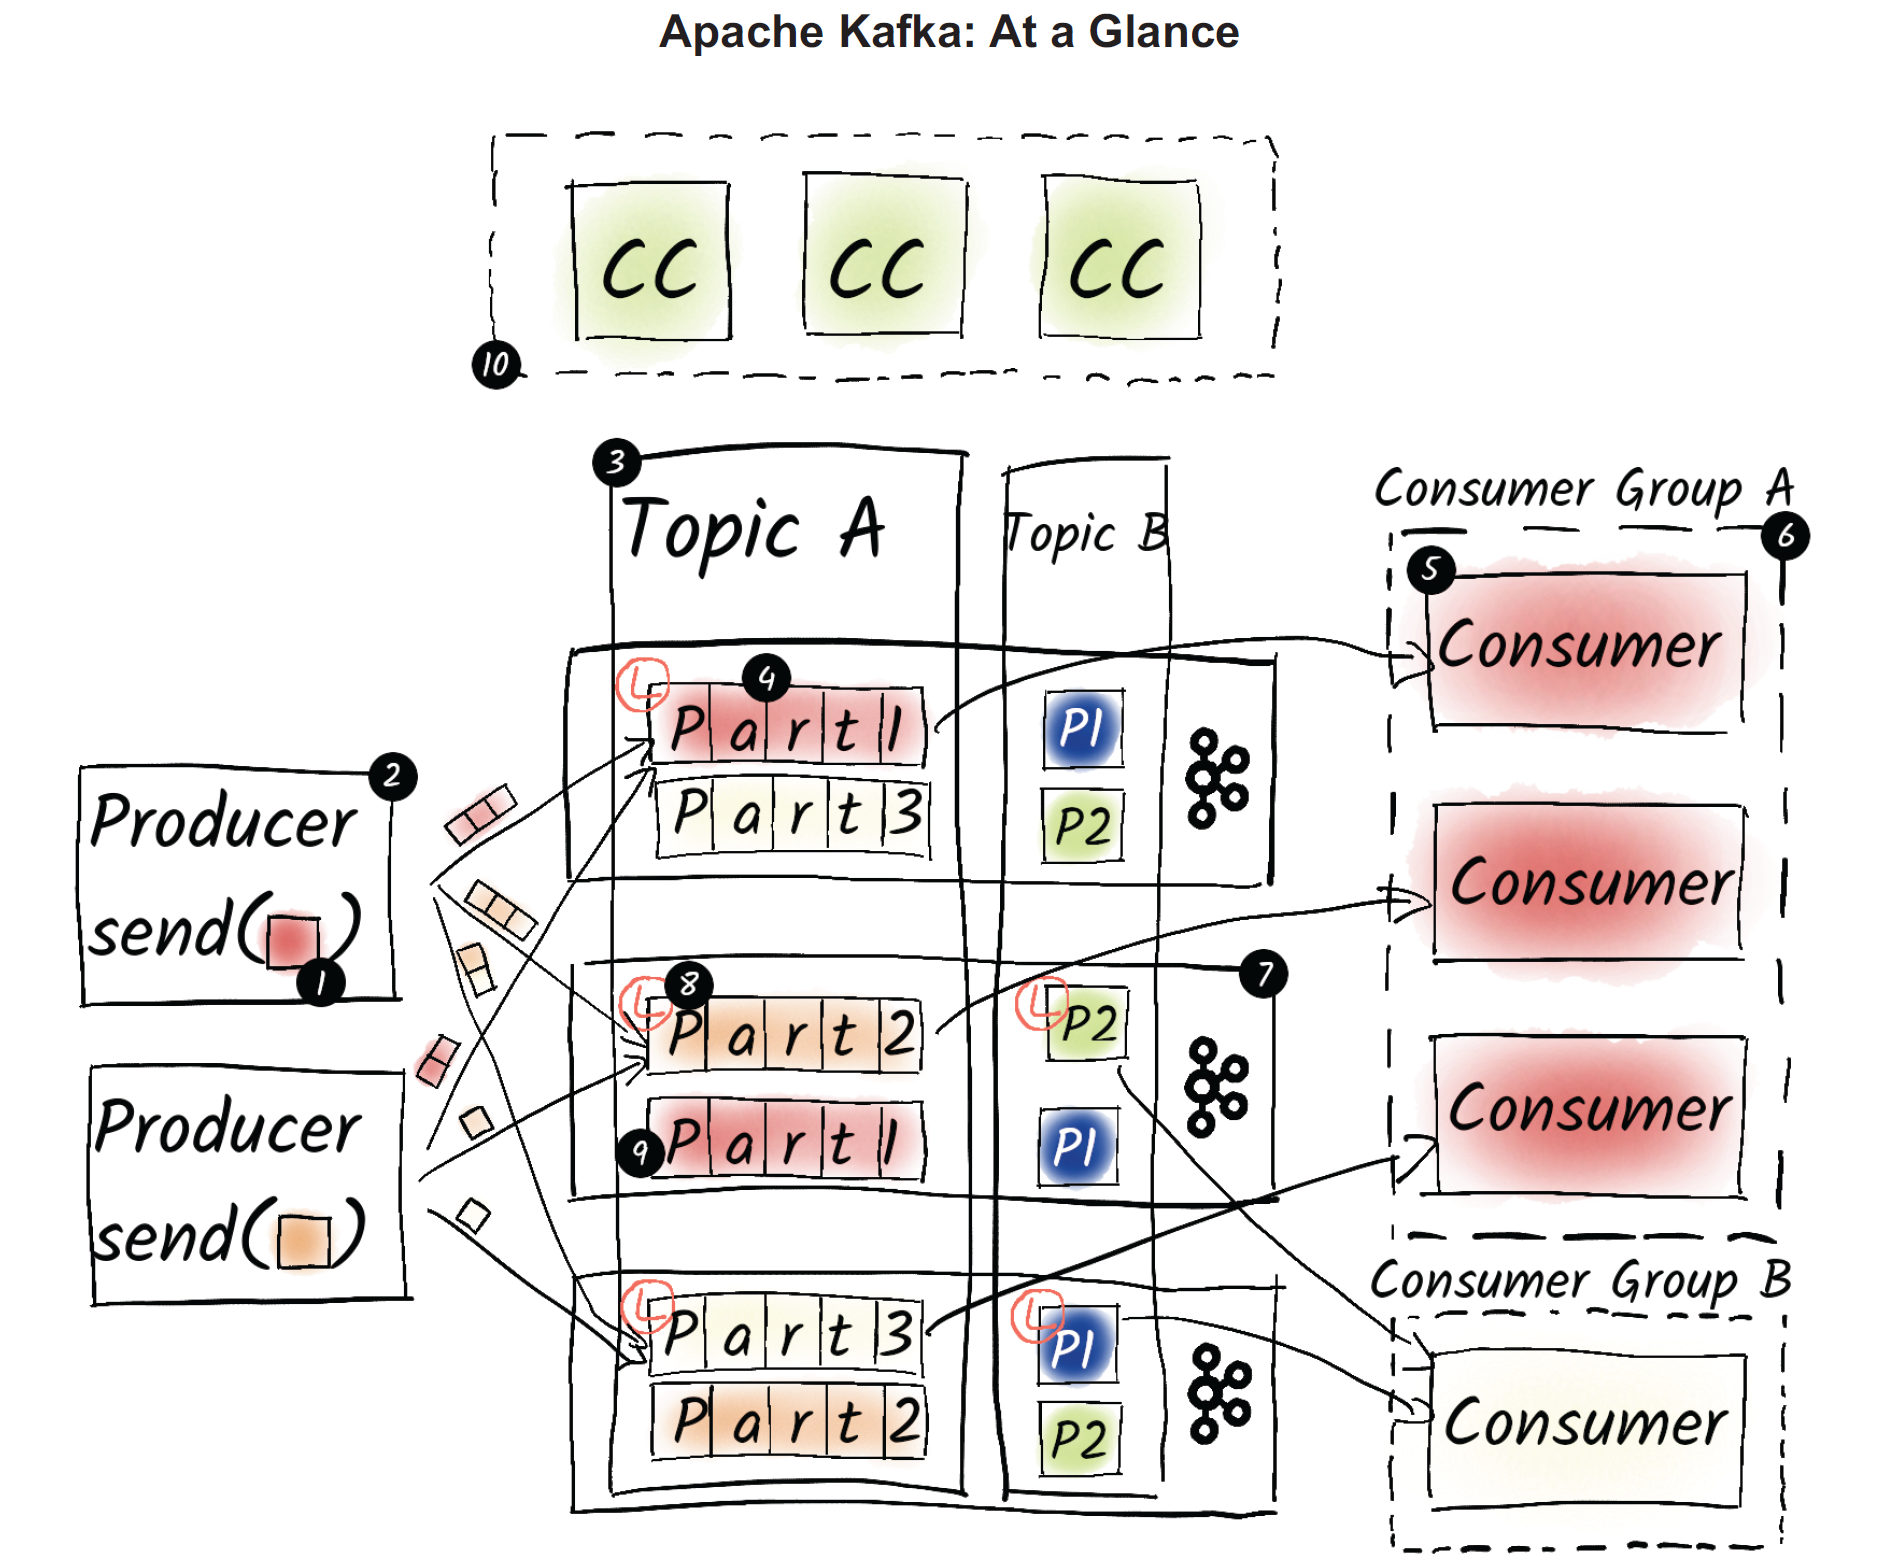 Apache Kafka: At a Glance
CC CC CC
10
3
Topic A
Topic B
Consumer Group A
6
5
Consumer
L
4
Part1
P1
Part3
P2
2
Producer
send( )
1
Consumer
7
L
8
Part2
L
P2
9
Part1
P1
Producer
send( )
Consumer
Consumer Group B
L
Part3
L
P1
Part2
P2
Consumer